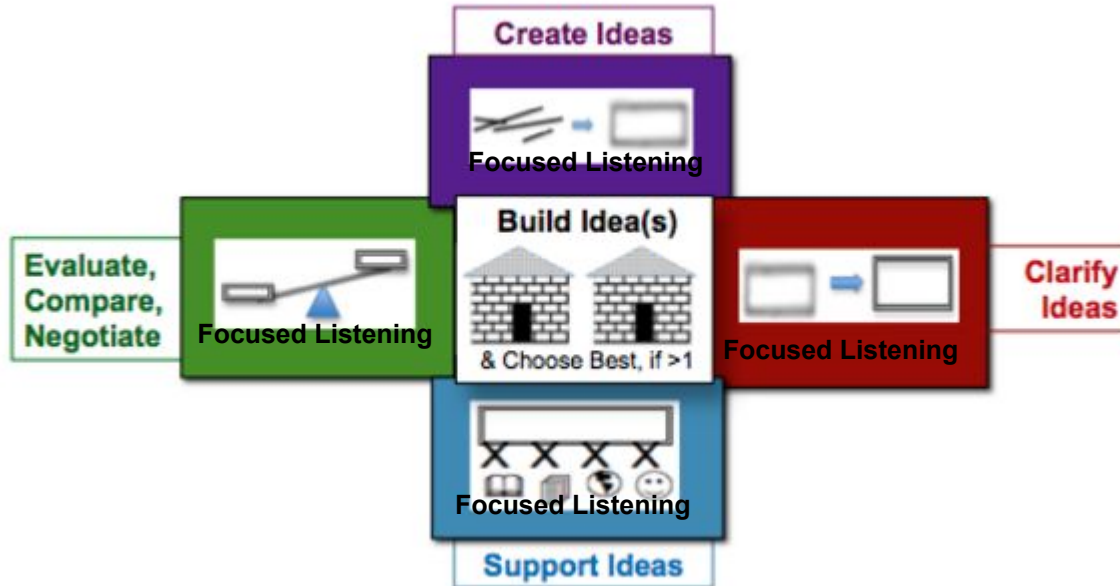 Create Ideas
Focused Listening
Build Idea(s)
& Choose Best, if >1
Evaluate,
Compare,
Negotiate
Focused Listening
Clarify
Ideas
Focused Listening
Focused Listening
Support Ideas